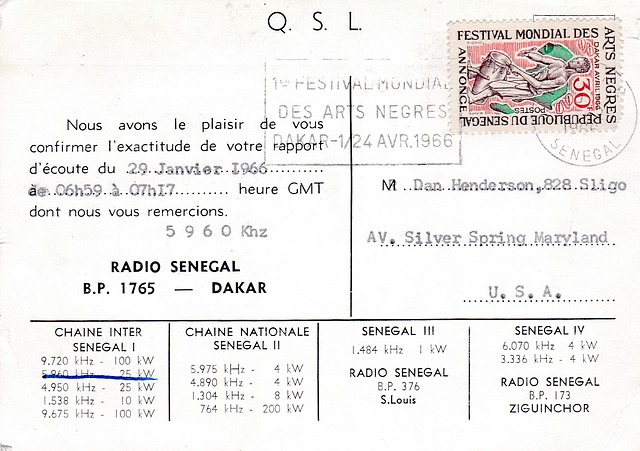 Q. S. L.
FESTIVAL MONDIAL DES
ARTS NEGRES
DAKAR AVRIL 1966
30F
POSTES
REPUBLIQUE DU SENEGAL
ANNONCE
1er FESTIVAL MONDIAL
DES ARTS NEGRES
DAKAR-1/24 AVR.1966
SENEGAL
Nous avons le plaisir de vous
confirmer l'exactitude de votre rapport
d'écoute du 29 Janvier 1966
de 06h59 à 07h17 heure GMT
dont nous vous remercions.
5960 Khz
RADIO SENEGAL
B.P. 1765 — DAKAR
M Dan Henderson,828 Sligo
AV. Silver Spring Maryland
U.S.A.
CHAINE INTER
SENEGAL I
9.720 kHz - 100 kW
5.960 kHz - 25 kW
4.950 kHz - 25 kW
1.538 kHz - 10 kW
9.675 kHz - 100 kW
CHAINE NATIONALE
SENEGAL II
5.975 kHz - 4 kW
4.890 kHz - 4 kW
1.304 kHz - 8 kW
764 kHz - 200 kW
SENEGAL III
1.484 kHz 1 kW
RADIO SENEGAL
B.P. 376
S.Louis
SENEGAL IV
6.070 kHz 4 kW
3.336 kHz - 4 kW
RADIO SENEGAL
B.P. 173
ZIGUINCHOR